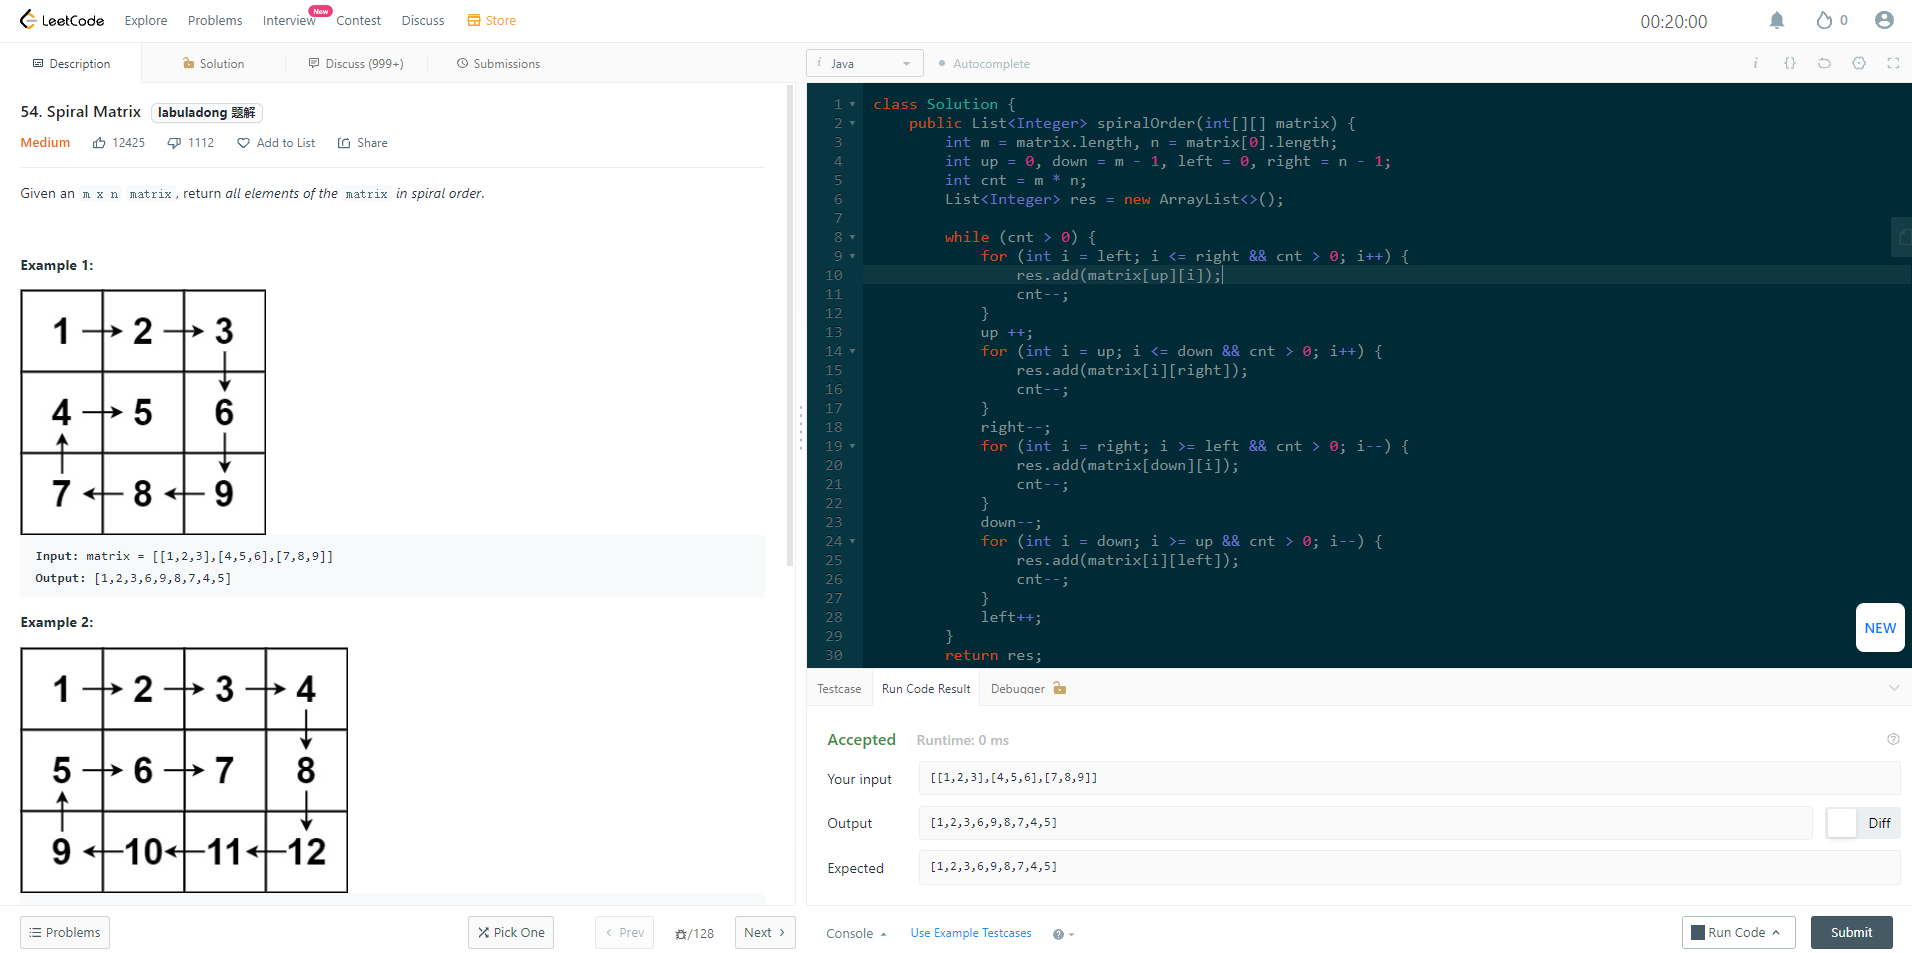 LeetCode Explore Problems Interview New Contest Discuss Store 00:20:00 0
Description Solution Discuss (999+) Submissions
54. Spiral Matrix labuladong 题解
Medium 12425 1112 Add to List Share
Given an m x n matrix, return all elements of the matrix in spiral order.
Example 1:
1 2 3
4 5 6
7 8 9
Input: matrix = [[1,2,3],[4,5,6],[7,8,9]]
Output: [1,2,3,6,9,8,7,4,5]
Example 2:
1 2 3 4
5 6 7 8
9 10 11 12
Problems Pick One Prev /128 Next
i Java Autocomplete i {}
1 class Solution {
2 public List<Integer> spiralOrder(int[][] matrix) {
3 int m = matrix.length, n = matrix[0].length;
4 int up = 0, down = m - 1, left = 0, right = n - 1;
5 int cnt = m * n;
6 List<Integer> res = new ArrayList<>();
7
8 while (cnt > 0) {
9 for (int i = left; i <= right && cnt > 0; i++) {
10 res.add(matrix[up][i]);
11 cnt--;
12 }
13 up ++;
14 for (int i = up; i <= down && cnt > 0; i++) {
15 res.add(matrix[i][right]);
16 cnt--;
17 }
18 right--;
19 for (int i = right; i >= left && cnt > 0; i--) {
20 res.add(matrix[down][i]);
21 cnt--;
22 }
23 down--;
24 for (int i = down; i >= up && cnt > 0; i--) {
25 res.add(matrix[i][left]);
26 cnt--;
27 }
28 left++;
29 }
30 return res;
NEW
Testcase Run Code Result Debugger
Accepted Runtime: 0 ms
Your input [[1,2,3],[4,5,6],[7,8,9]]
Output [1,2,3,6,9,8,7,4,5] Diff
Expected [1,2,3,6,9,8,7,4,5]
Console Use Example Testcases Run Code Submit